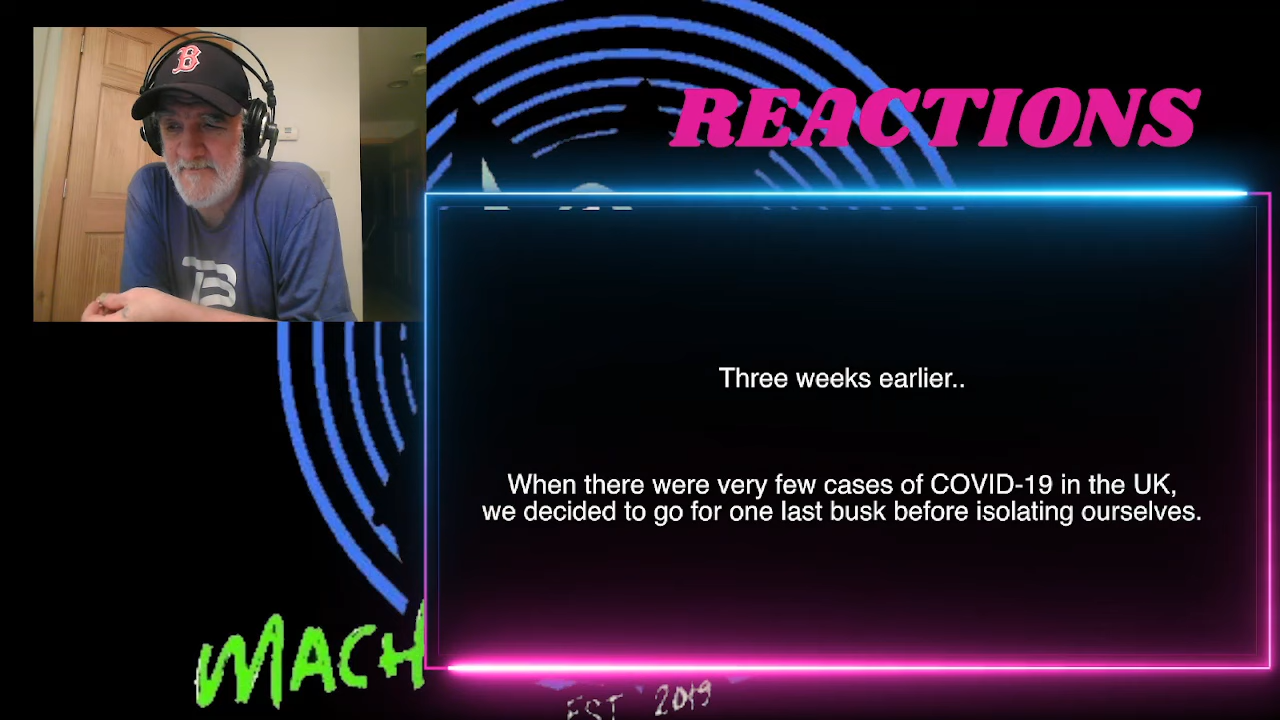 B
REACTIONS
Three weeks earlier..
When there were very few cases of COVID-19 in the UK,
we decided to go for one last busk before isolating ourselves.
MACH
EST 2019